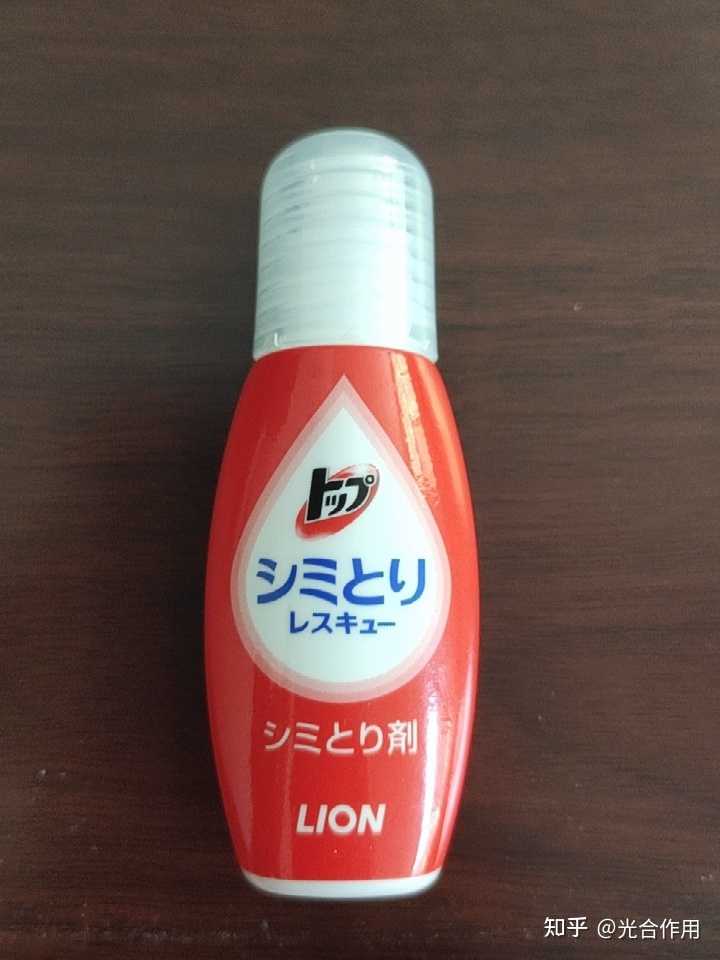 トップ
シミとり
レスキュー
シミとり剤
LION
知乎 @光合作用